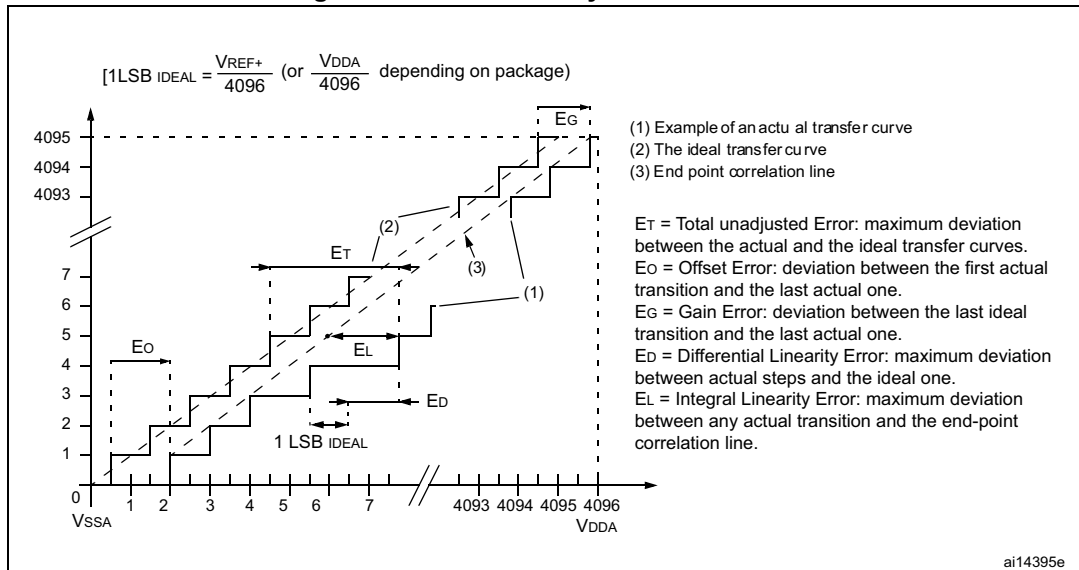 [1LSB IDEAL = VREF+ / 4096 (or VDDA / 4096 depending on package)
EG
4095
4094
4093
7
6
5
4
3
2
1
0
(2)
ET
(3)
(1)
EO
EL
ED
1 LSB IDEAL
1 2 3 4 5 6 7 4093 4094 4095 4096
VSSA
VDDA
(1) Example of an actu al transfer curve
(2) The ideal transfer cu rve
(3) End point correlation line
ET = Total unadjusted Error: maximum deviation
between the actual and the ideal transfer curves.
EO = Offset Error: deviation between the first actual
transition and the last actual one.
EG = Gain Error: deviation between the last ideal
transition and the last actual one.
ED = Differential Linearity Error: maximum deviation
between actual steps and the ideal one.
EL = Integral Linearity Error: maximum deviation
between any actual transition and the end-point
correlation line.
ai14395e